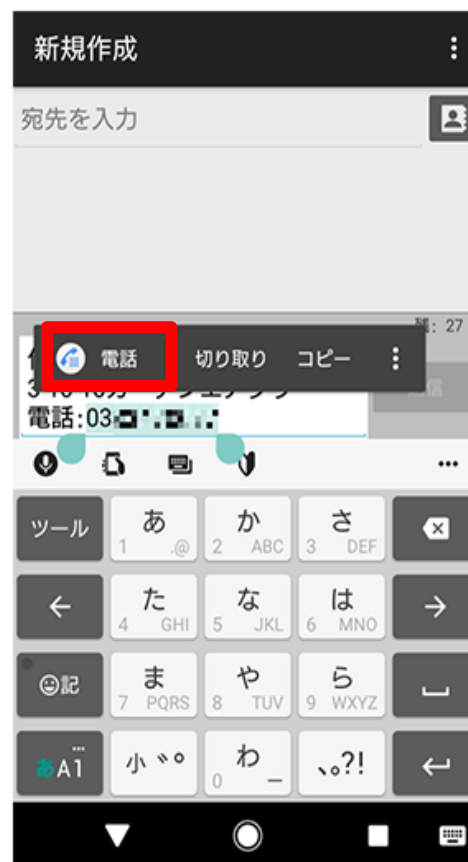 新規作成
宛先を入力
: 27
電話 切り取り コピー
電話:03
ツール あ 1 .@ か 2 ABC さ 3 DEF
た 4 GHI な 5 JKL は 6 MNO
記 ま 7 PQRS や 8 TUV ら 9 WXYZ
あA1 小 ゛゜ わ 0 _ 、。?!